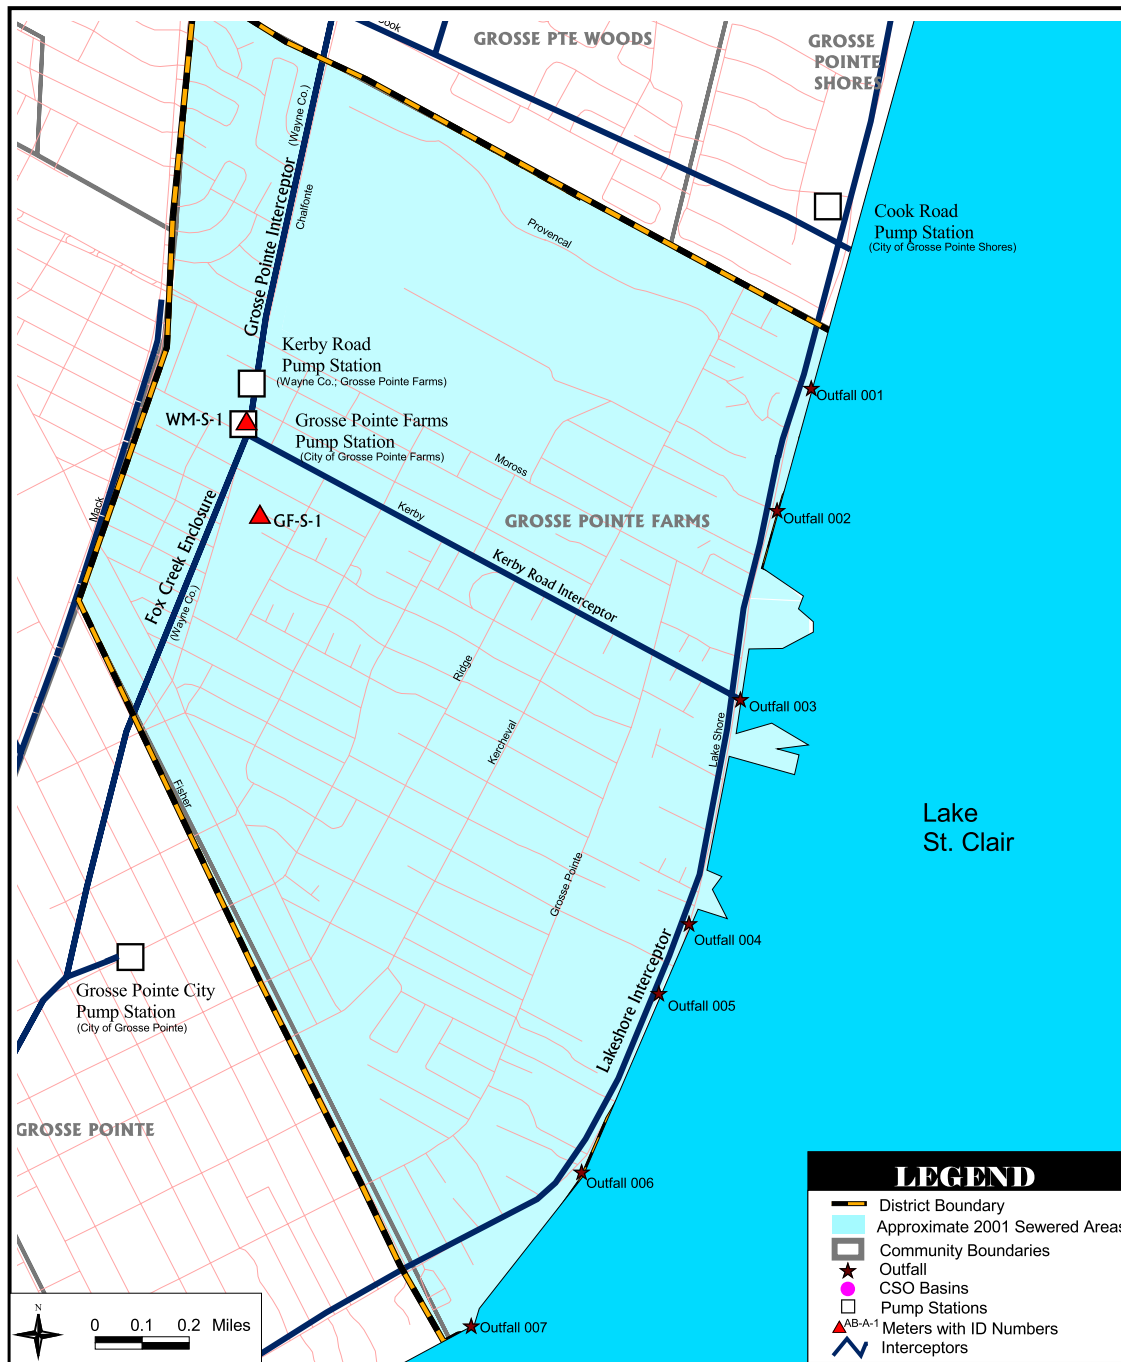 Cook
GROSSE PTE WOODS
GROSSE
POINTE
SHORES
(Wayne Co.)
Grosse Pointe Interceptor
Chalfonte
Provencal
Cook Road
Pump Station
(City of Grosse Pointe Shores)
Kerby Road
Pump Station
(Wayne Co.; Grosse Pointe Farms)
Outfall 001
WM-S-1
Grosse Pointe Farms
Pump Station
(City of Grosse Pointe Farms)
Moross
Mack
Kerby
GROSSE POINTE FARMS
Outfall 002
GF-S-1
Fox Creek Enclosure
(Wayne Co.)
Kerby Road Interceptor
Ridge
Outfall 003
Kercheval
Lake Shore
Fisher
Lake
St. Clair
Grosse Pointe
Outfall 004
Lakeshore Interceptor
Outfall 005
Grosse Pointe City
Pump Station
(City of Grosse Pointe)
GROSSE POINTE
Outfall 006
Outfall 007
LEGEND
District Boundary
Approximate 2001 Sewered Areas
Community Boundaries
Outfall
CSO Basins
Pump Stations
AB-A-1 Meters with ID Numbers
Interceptors
N
0 0.1 0.2 Miles